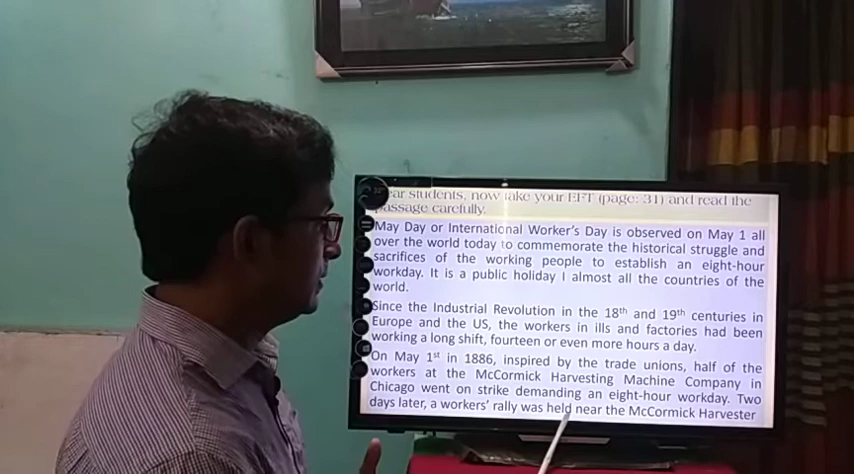 ear students, now take your EFT (page: 31) and read the
passage carefully.
May Day or International Worker's Day is observed on May 1 all
over the world today to commemorate the historical struggle and
sacrifices of the working people to establish an eight-hour
workday. It is a public holiday I almost all the countries of the
world.
Since the Industrial Revolution in the 18th and 19th centuries in
Europe and the US, the workers in ills and factories had been
working a long shift, fourteen or even more hours a day.
On May 1st in 1886, inspired by the trade unions, half of the
workers at the McCormick Harvesting Machine Company in
Chicago went on strike demanding an eight-hour workday. Two
days later, a workers' rally was held near the McCormick Harvester